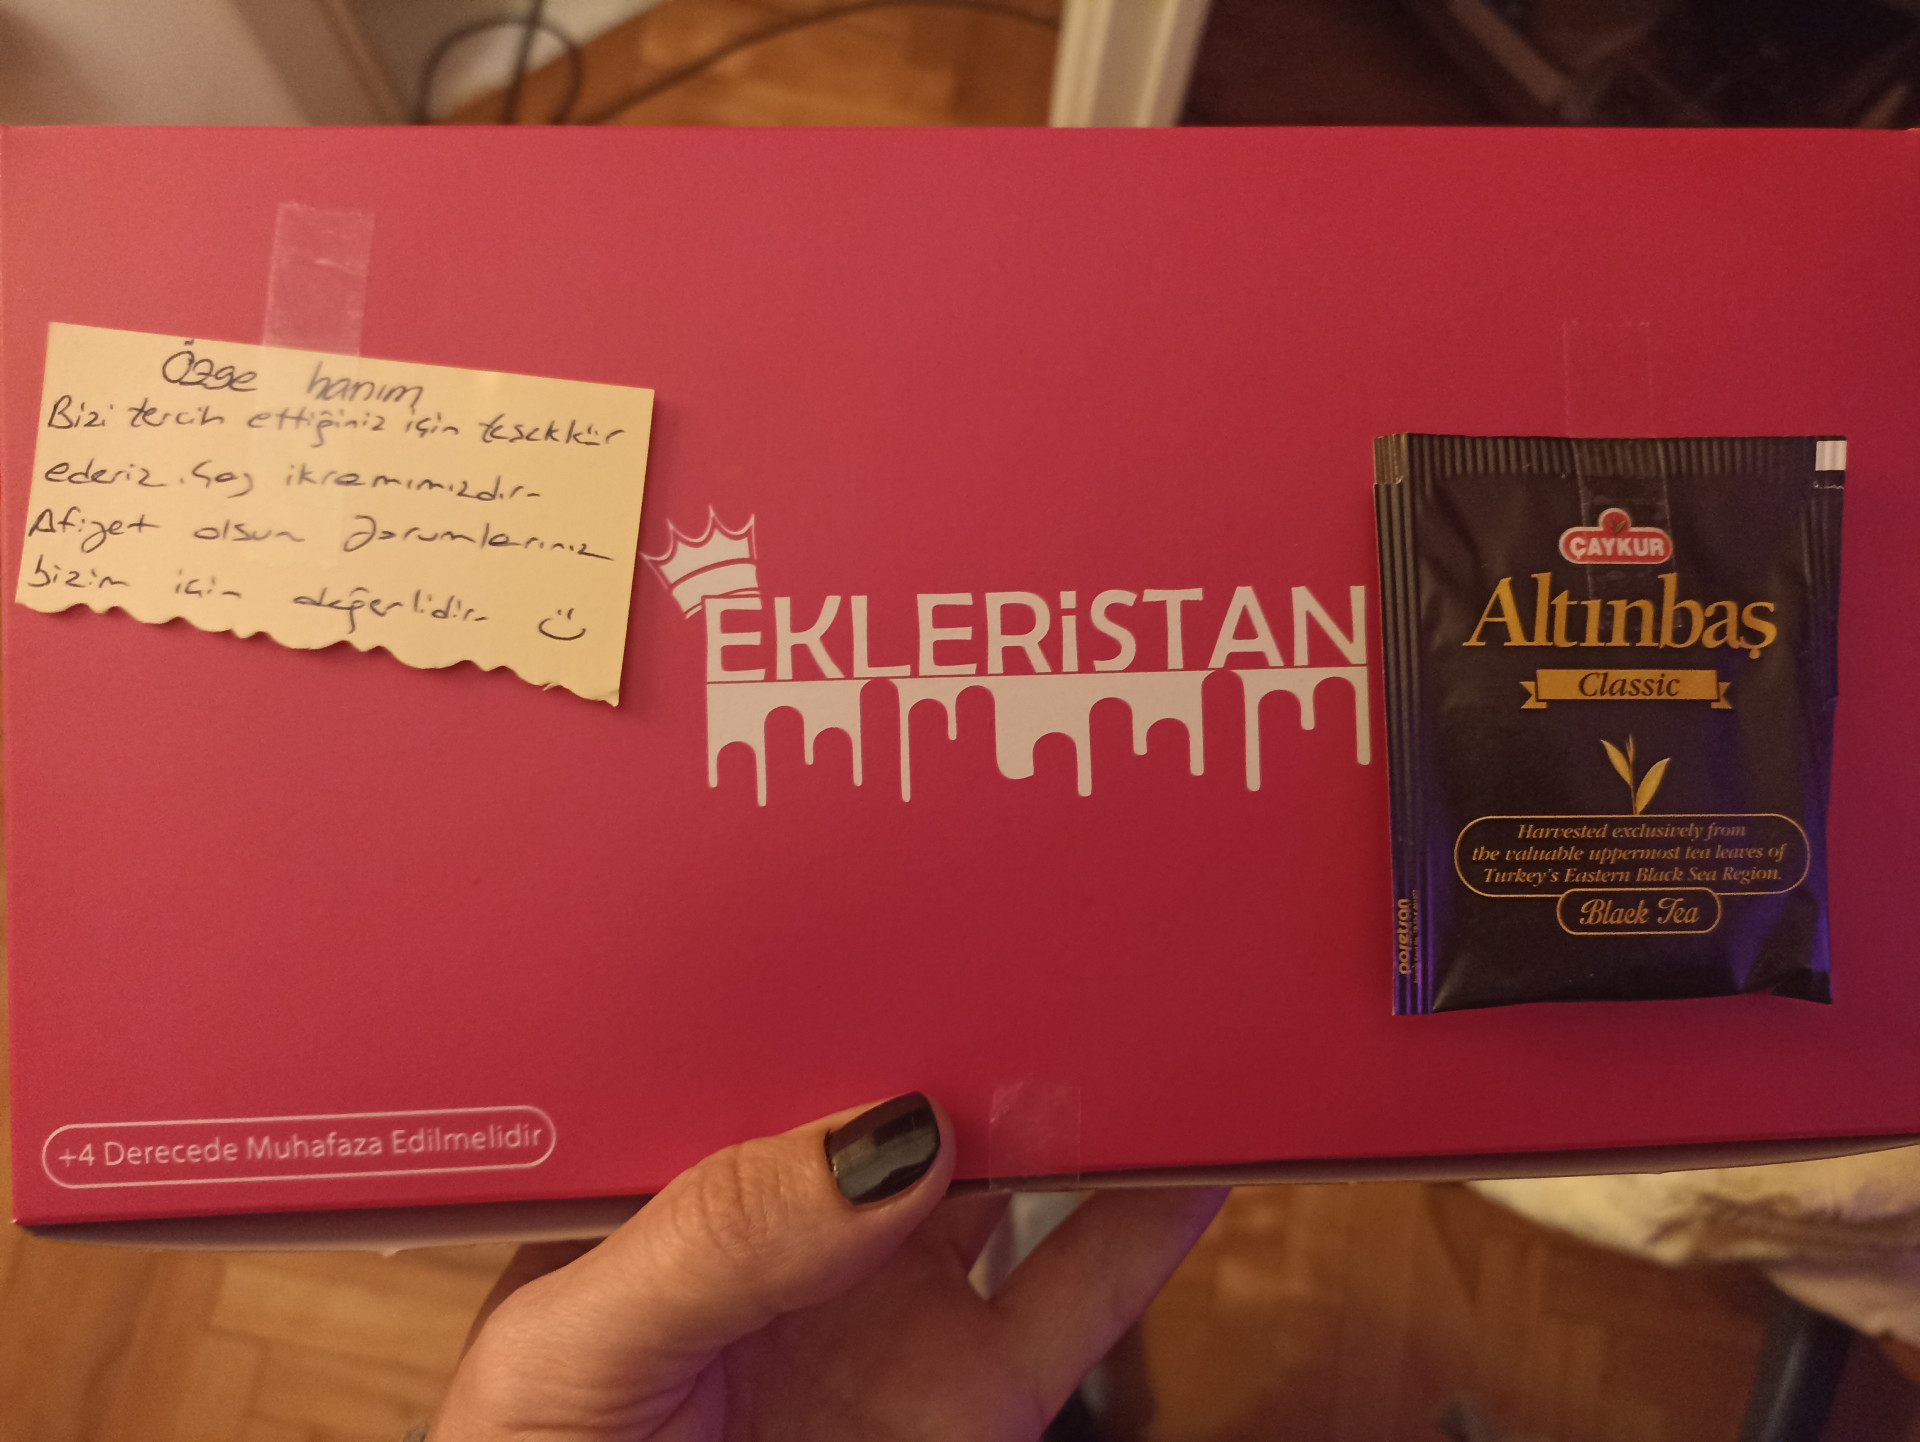 Özge hanım
Bizi tercih ettiğiniz için teşekkür
ederiz. Çay ikramımızdır
Afiyet olsun Yorumlarınız
bizim için değerlidir
EKLERiSTAN
ÇAYKUR
Altınbaş
Classic
Harvested exclusively from
the valuable uppermost tea leaves of
Turkey's Eastern Black Sea Region.
Black Tea
+4 Derecede Muhafaza Edilmelidir